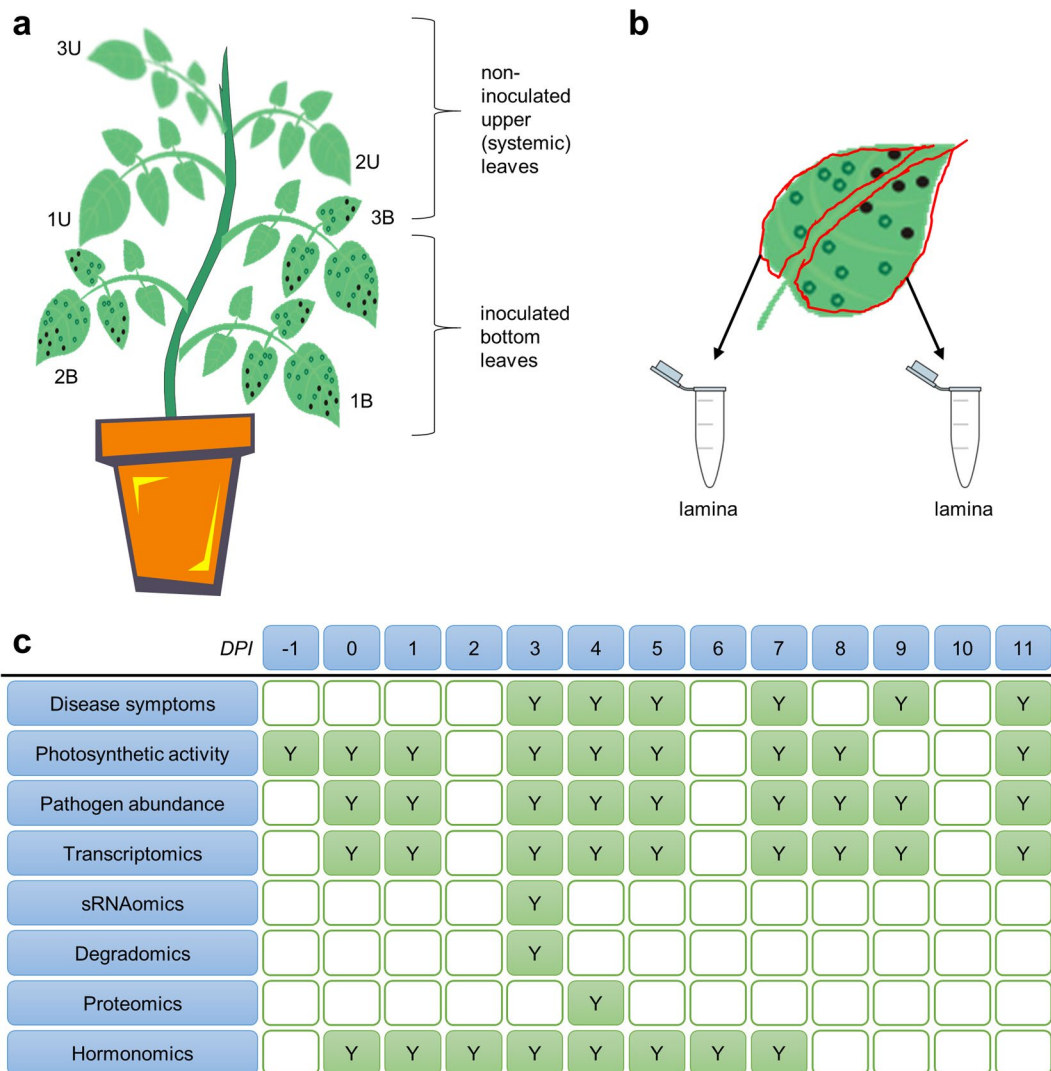 a
3U
2U
1U
3B
2B
1B
non-
inoculated
upper
(systemic)
leaves
inoculated
bottom
leaves
b
lamina
lamina
c
DPI -1 0 1 2 3 4 5 6 7 8 9 10 11
Disease symptoms Y Y Y Y Y Y
Photosynthetic activity Y Y Y Y Y Y Y Y Y
Pathogen abundance Y Y Y Y Y Y Y Y Y
Transcriptomics Y Y Y Y Y Y Y Y Y
sRNAomics Y
Degradomics Y
Proteomics Y
Hormonomics Y Y Y Y Y Y Y Y